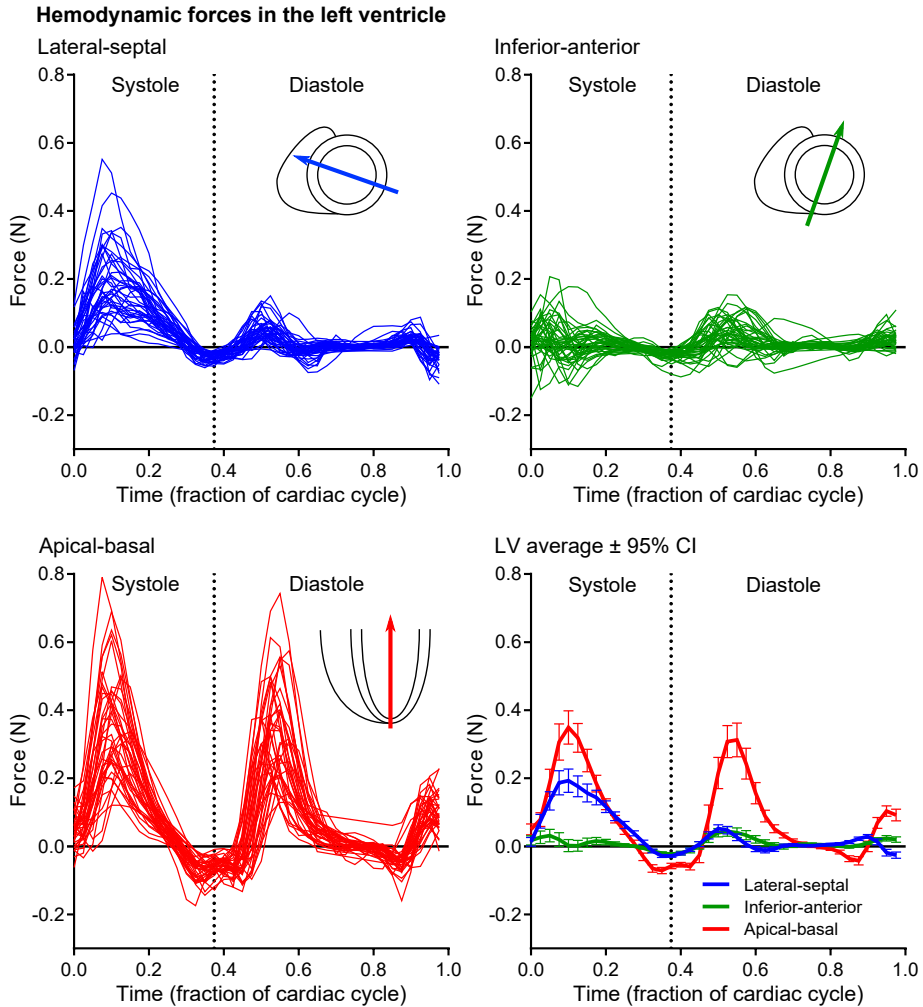 Hemodynamic forces in the left ventricle
Lateral-septal
0.8
0.6
0.4
0.2
0.0
-0.2
Force (N)
Systole
Diastole
0.0 0.2 0.4 0.6 0.8 1.0
Time (fraction of cardiac cycle)
Inferior-anterior
0.8
0.6
0.4
0.2
0.0
-0.2
Force (N)
Systole
Diastole
0.0 0.2 0.4 0.6 0.8 1.0
Time (fraction of cardiac cycle)
Apical-basal
0.8
0.6
0.4
0.2
0.0
-0.2
Force (N)
Systole
Diastole
0.0 0.2 0.4 0.6 0.8 1.0
Time (fraction of cardiac cycle)
LV average ± 95% CI
0.8
0.6
0.4
0.2
0.0
-0.2
Force (N)
Systole
Diastole
Lateral-septal
Inferior-anterior
Apical-basal
0.0 0.2 0.4 0.6 0.8 1.0
Time (fraction of cardiac cycle)